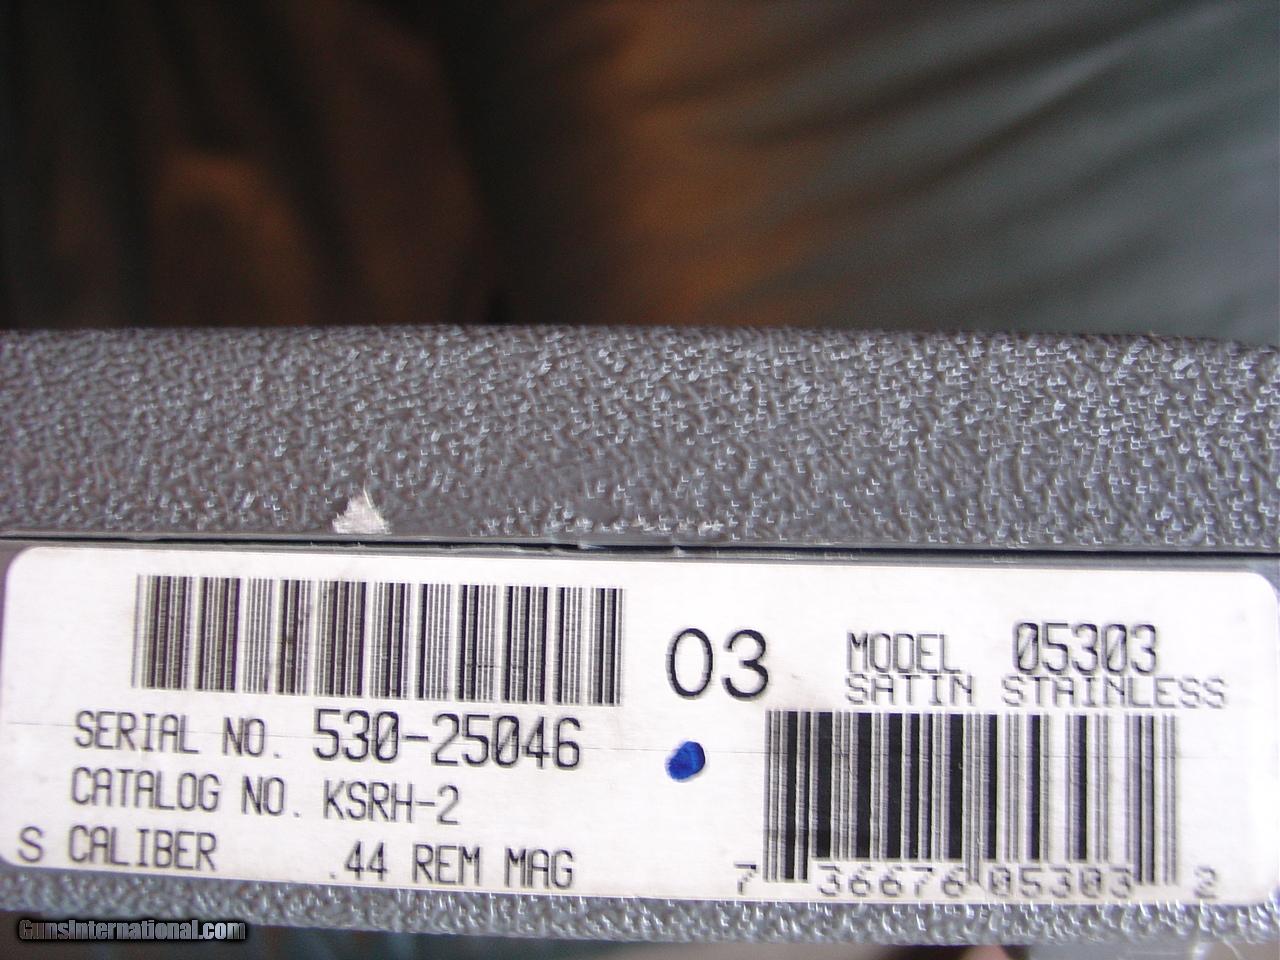 03
MODEL 05303
SATIN STAINLESS
SERIAL NO. 530-25046
CATALOG NO. KSRH-2
S CALIBER .44 REM MAG
7 36676 05303 2
GunsInternational.com